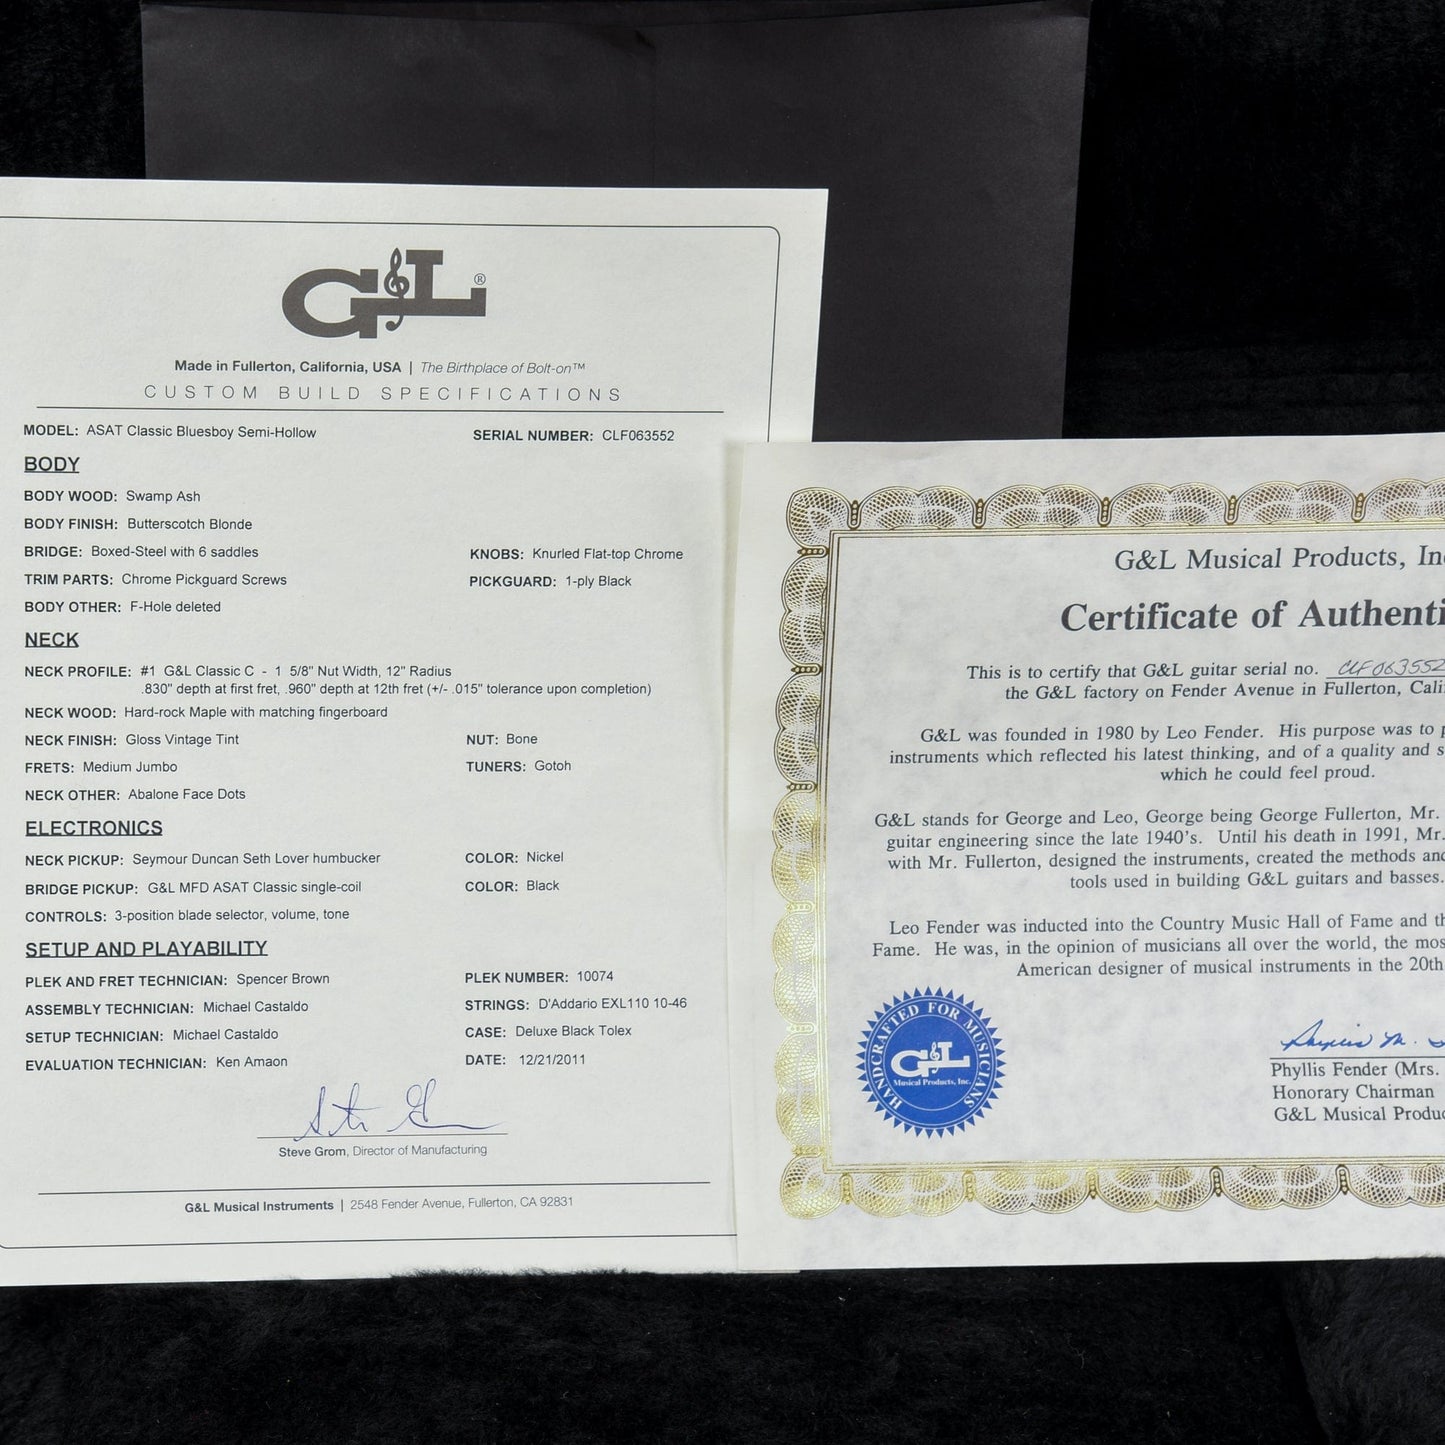 G&L®
Made in Fullerton, California, USA | The Birthplace of Bolt-on™
CUSTOM BUILD SPECIFICATIONS
MODEL: ASAT Classic Bluesboy Semi-Hollow
SERIAL NUMBER: CLF063552
BODY
BODY WOOD: Swamp Ash
BODY FINISH: Butterscotch Blonde
BRIDGE: Boxed-Steel with 6 saddles
KNOBS: Knurled Flat-top Chrome
TRIM PARTS: Chrome Pickguard Screws
PICKGUARD: 1-ply Black
BODY OTHER: F-Hole deleted
NECK
NECK PROFILE: #1 G&L Classic C - 1 5/8" Nut Width, 12" Radius
.830" depth at first fret, .960" depth at 12th fret (+/- .015" tolerance upon completion)
NECK WOOD: Hard-rock Maple with matching fingerboard
NECK FINISH: Gloss Vintage Tint
NUT: Bone
FRETS: Medium Jumbo
TUNERS: Gotoh
NECK OTHER: Abalone Face Dots
ELECTRONICS
NECK PICKUP: Seymour Duncan Seth Lover humbucker
COLOR: Nickel
BRIDGE PICKUP: G&L MFD ASAT Classic single-coil
COLOR: Black
CONTROLS: 3-position blade selector, volume, tone
SETUP AND PLAYABILITY
PLEK AND FRET TECHNICIAN: Spencer Brown
PLEK NUMBER: 10074
ASSEMBLY TECHNICIAN: Michael Castaldo
STRINGS: D'Addario EXL110 10-46
SETUP TECHNICIAN: Michael Castaldo
CASE: Deluxe Black Tolex
EVALUATION TECHNICIAN: Ken Amaon
DATE: 12/21/2011
Steve Grom, Director of Manufacturing
G&L Musical Instruments | 2548 Fender Avenue, Fullerton, CA 92831
G&L Musical Products, In
Certificate of Authenti
This is to certify that G&L guitar serial no. CLF063552
the G&L factory on Fender Avenue in Fullerton, Cali
G&L was founded in 1980 by Leo Fender. His purpose was to p
instruments which reflected his latest thinking, and of a quality and s
which he could feel proud.
G&L stands for George and Leo, George being George Fullerton, Mr.
guitar engineering since the late 1940's. Until his death in 1991, Mr.
with Mr. Fullerton, designed the instruments, created the methods and
tools used in building G&L guitars and basses.
Leo Fender was inducted into the Country Music Hall of Fame and th
Fame. He was, in the opinion of musicians all over the world, the mos
American designer of musical instruments in the 20th
HANDCRAFTED FOR MUSICIANS
G&L
Musical Products, Inc.
Phyllis M.
Phyllis Fender (Mrs.
Honorary Chairman
G&L Musical Produc